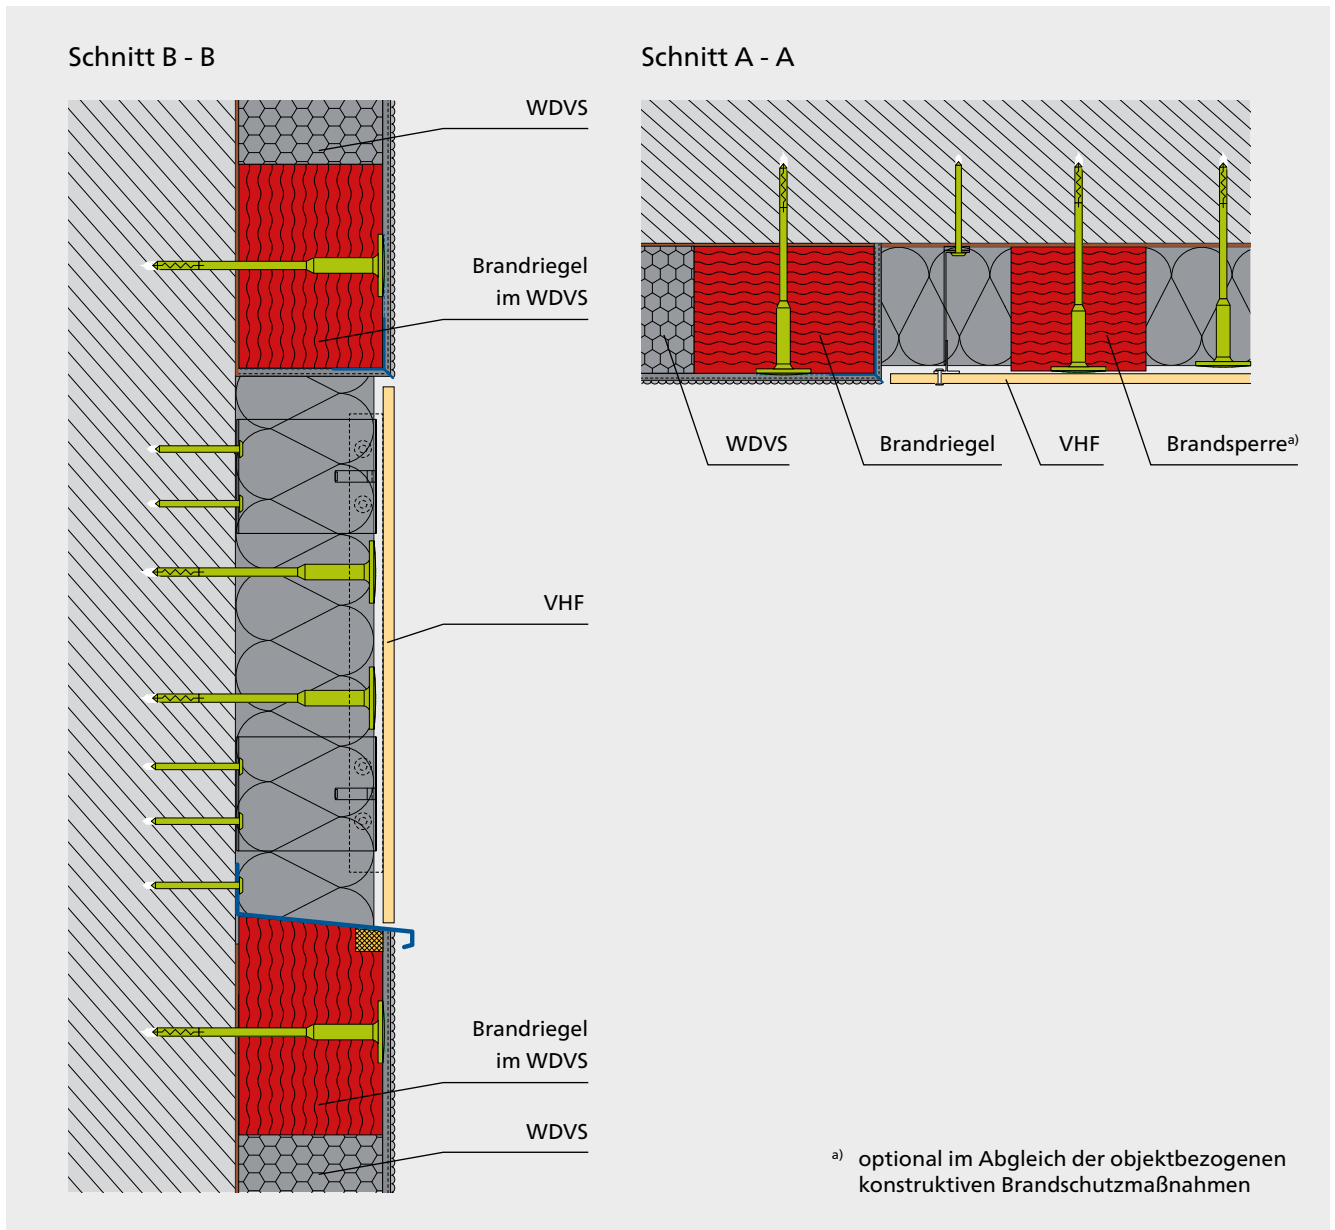 Schnitt B - B
WDVS
Brandriegel
im WDVS
VHF
Brandriegel
im WDVS
WDVS
Schnitt A - A
WDVS
Brandriegel
VHF
Brandsperre a)
a) optional im Abgleich der objektbezogenen
konstruktiven Brandschutzmaßnahmen